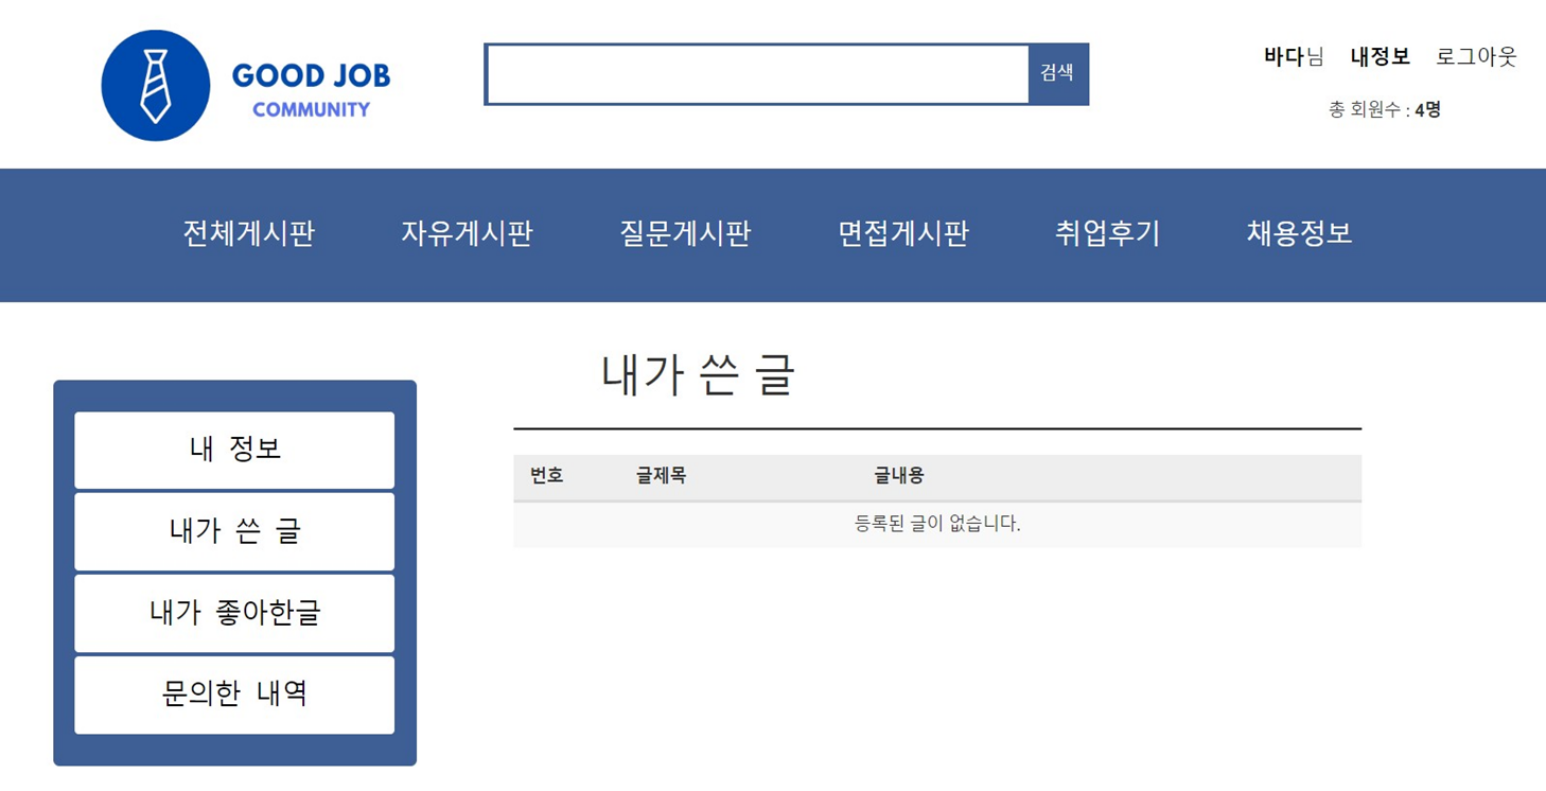 GOOD JOB
COMMUNITY
검색
바다님 내정보 로그아웃
총 회원수 : 4명
전체게시판 자유게시판 질문게시판 면접게시판 취업후기 채용정보
내 정보
내가 쓴 글
내가 좋아한글
문의한 내역
내가 쓴 글
번호 글제목 글내용
등록된 글이 없습니다.